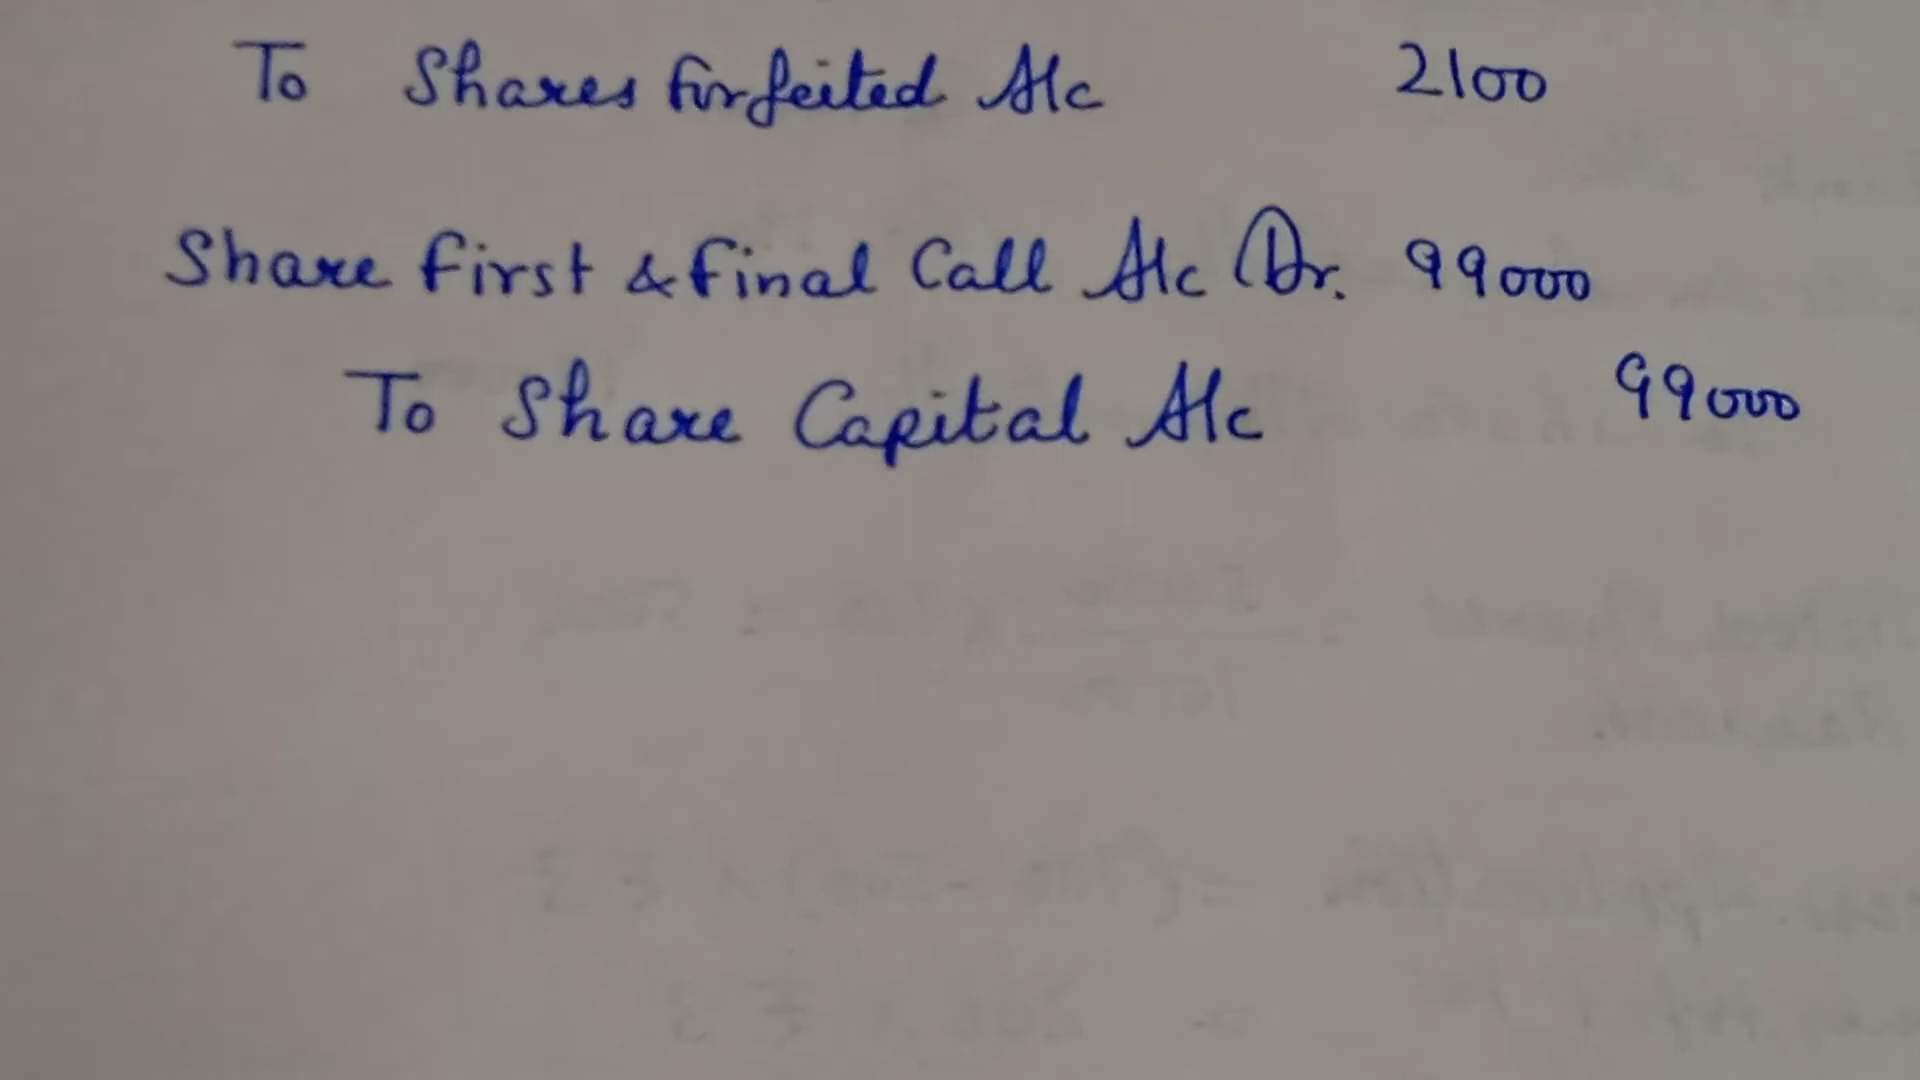 To Shares forfeited A/c 2100
Share first & final Call A/c Dr. 99000
To Share Capital A/c 99000